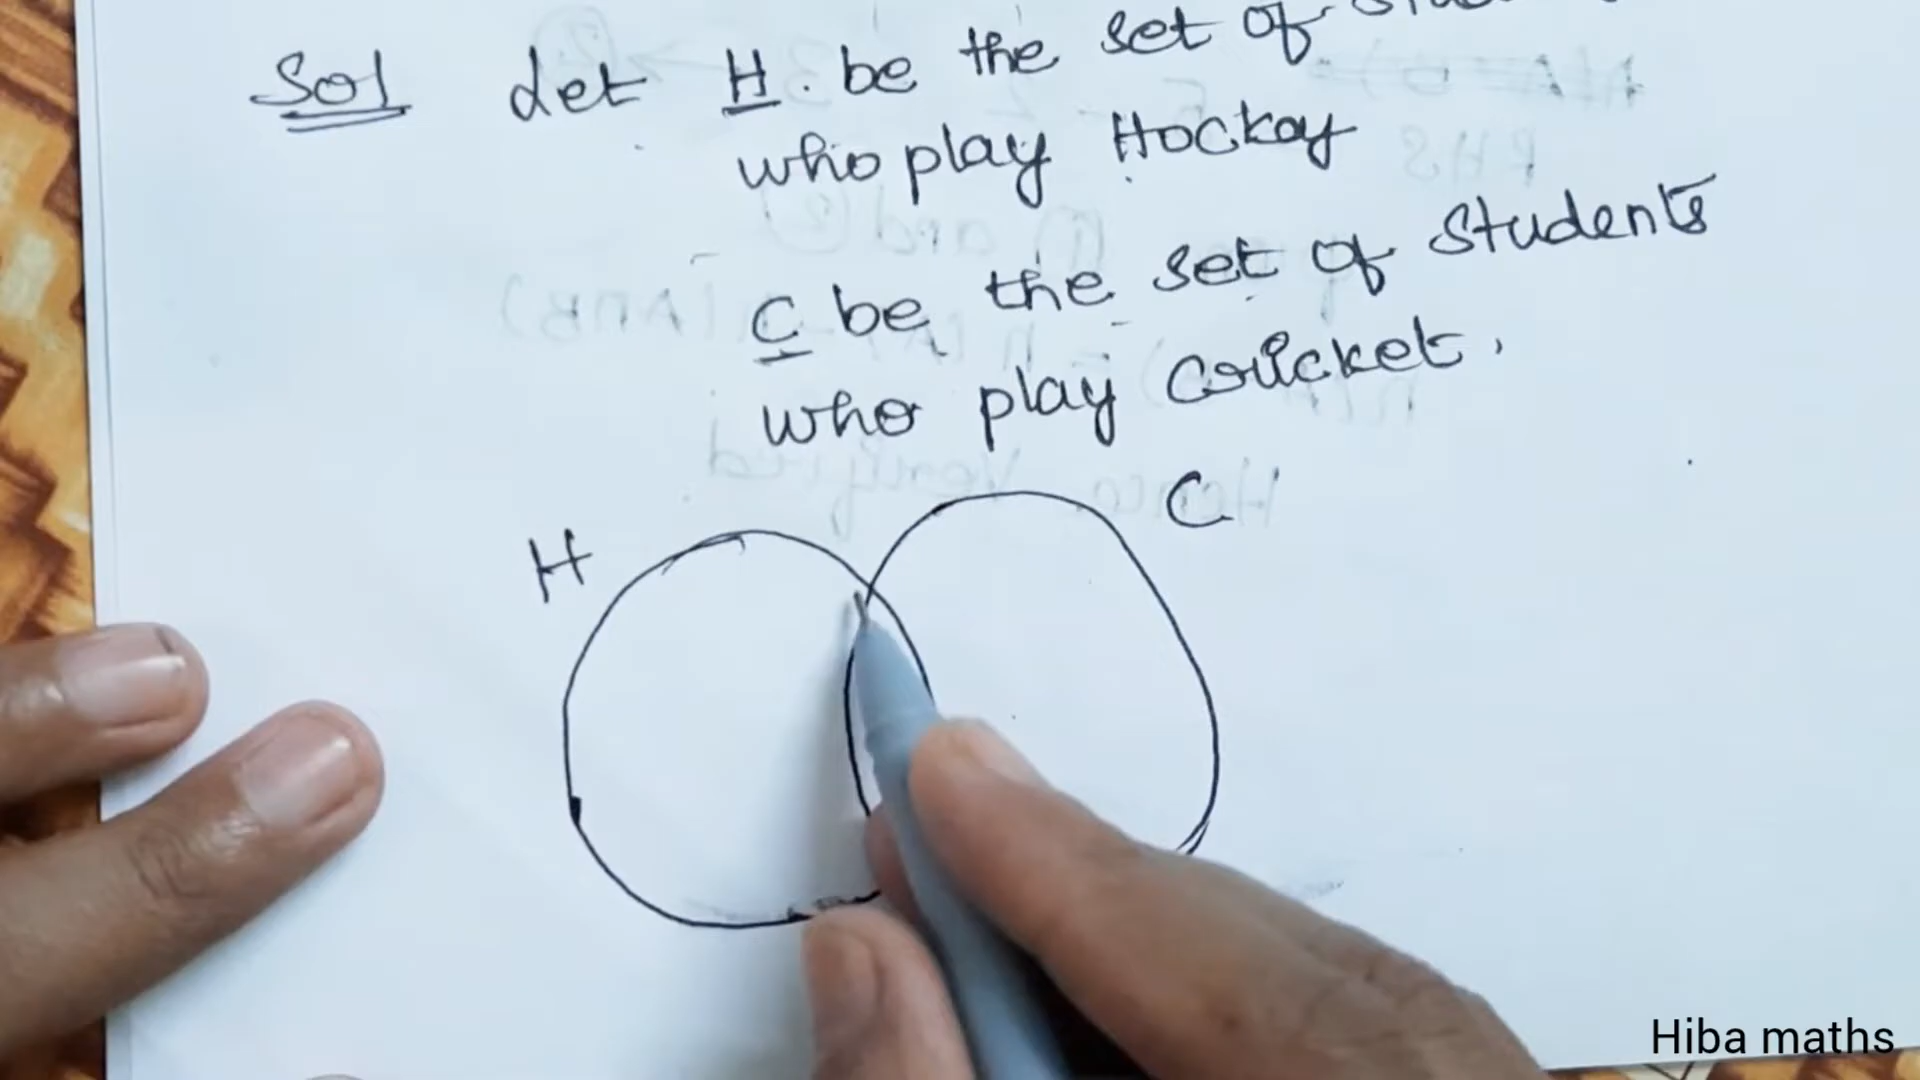 Sol Let H be the set of
who play Hockey
C be the set of students
who play cricket.
H C
Hiba maths